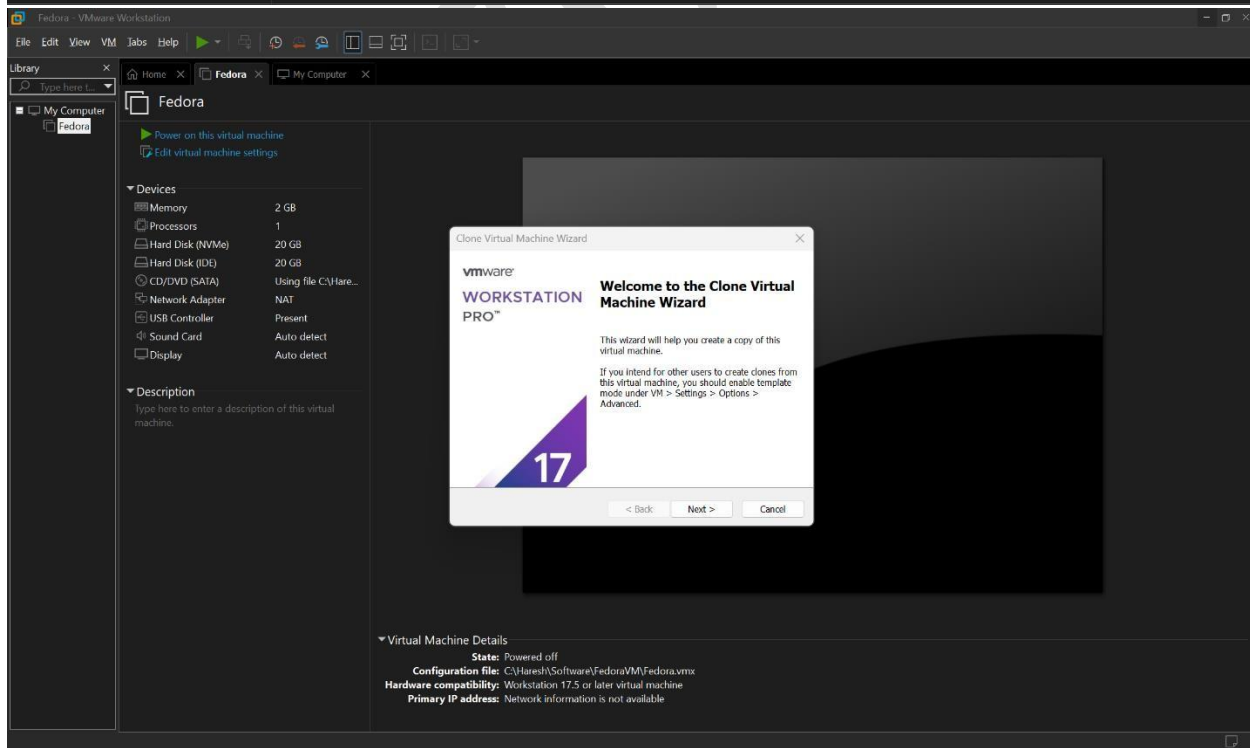 Fedora - VMware Workstation
File Edit View VM Tabs Help
Library
Type here t...
My Computer
Fedora
Home Fedora My Computer
Fedora
Power on this virtual machine
Edit virtual machine settings
Devices
Memory 2 GB
Processors 1
Hard Disk (NVMe) 20 GB
Hard Disk (IDE) 20 GB
CD/DVD (SATA) Using file C:\Hare...
Network Adapter NAT
USB Controller Present
Sound Card Auto detect
Display Auto detect
Description
Type here to enter a description of this virtual
machine.
Clone Virtual Machine Wizard
vmware
WORKSTATION
PRO™
17
Welcome to the Clone Virtual
Machine Wizard
This wizard will help you create a copy of this
virtual machine.
If you intend for other users to create clones from
this virtual machine, you should enable template
mode under VM > Settings > Options >
Advanced.
< Back Next > Cancel
Virtual Machine Details
State: Powered off
Configuration file: C:\Haresh\Software\FedoraVM\Fedora.vmx
Hardware compatibility: Workstation 17.5 or later virtual machine
Primary IP address: Network information is not available